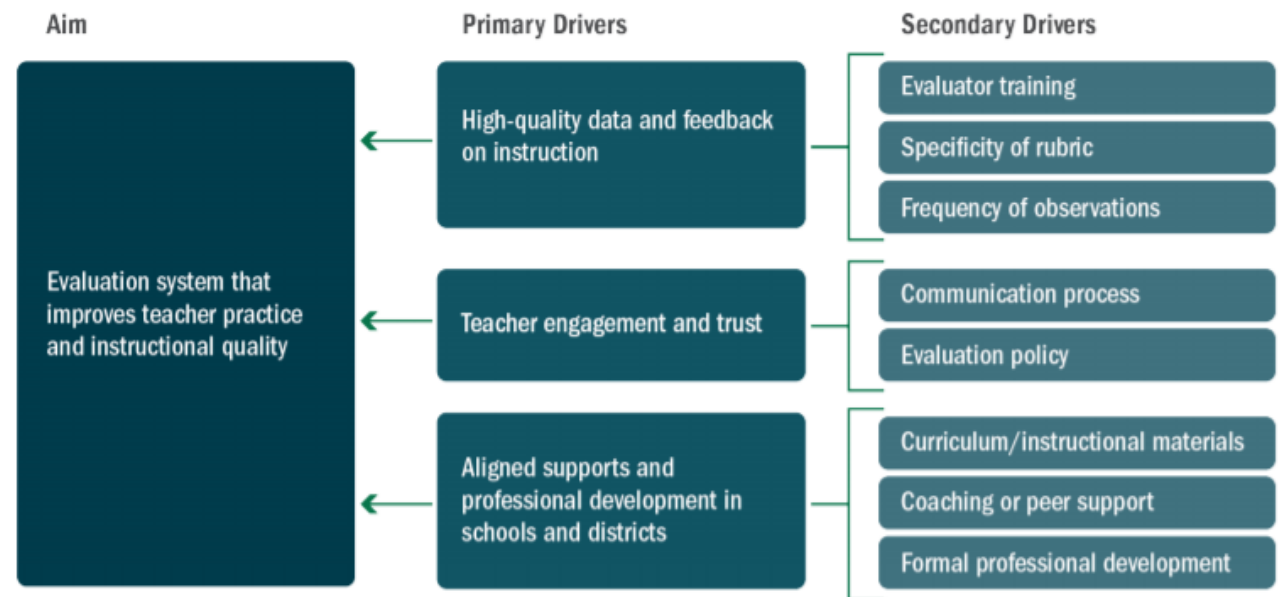 Aim
Primary Drivers
Secondary Drivers
Evaluation system that
improves teacher practice
and instructional quality
High-quality data and feedback
on instruction
Evaluator training
Specificity of rubric
Frequency of observations
Teacher engagement and trust
Communication process
Evaluation policy
Aligned supports and
professional development in
schools and districts
Curriculum/instructional materials
Coaching or peer support
Formal professional development